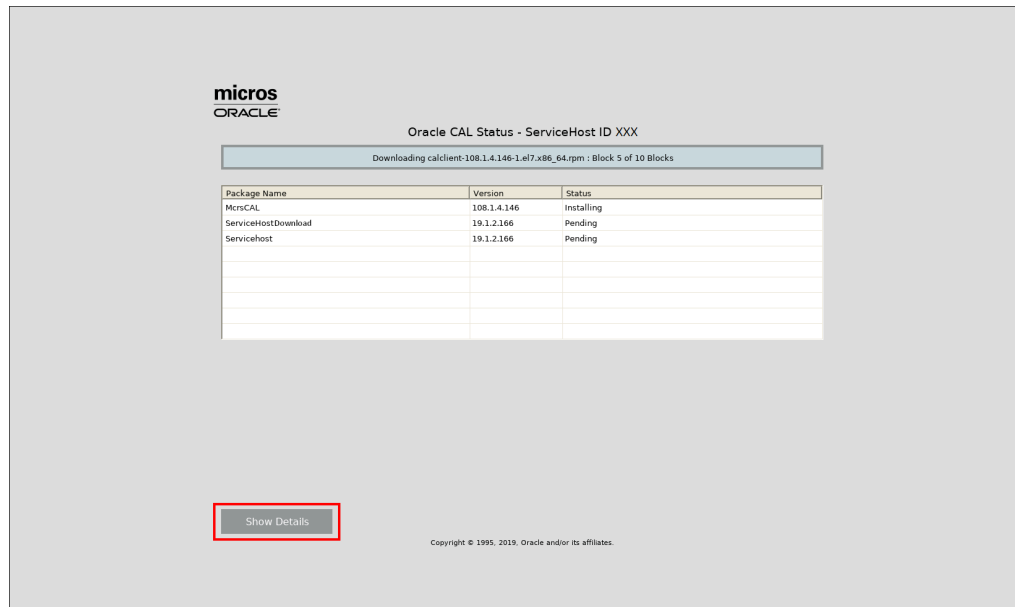 micros
ORACLE
Oracle CAL Status - ServiceHost ID XXX
Downloading calclient-108.1.4.146-1.el7.x86_64.rpm : Block 5 of 10 Blocks
Package Name Version Status
McrsCAL 108.1.4.146 Installing
ServiceHostDownload 19.1.2.166 Pending
Servicehost 19.1.2.166 Pending
Show Details
Copyright © 1995, 2019, Oracle and/or its affiliates.